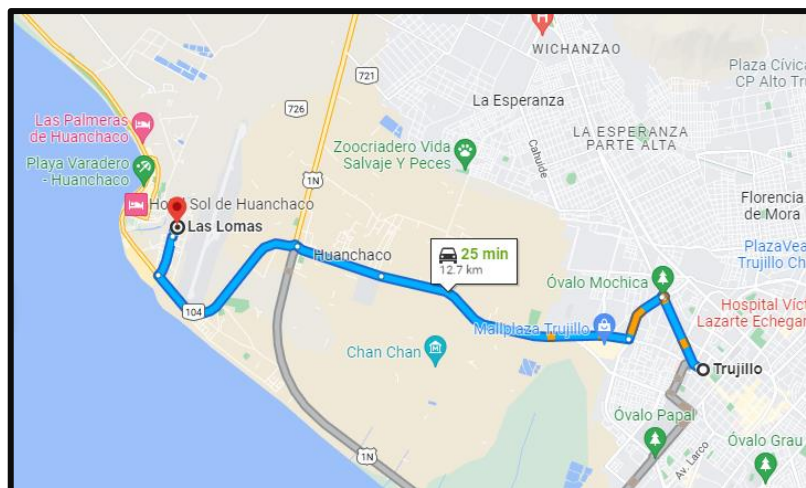 WICHANZAO
Plaza Cívica
CP Alto Tru
721
La Esperanza
726
Las Palmeras
de Huanchaco
LA ESPERANZA
PARTE ALTA
Zoocriadero Vida
Salvaje Y Peces
Cahuide
Playa Varadero
- Huanchaco
1N
Florencia
de Mora
Hotel Sol de Huanchaco
Las Lomas
PlazaVea
Trujillo Ch
Huanchaco
25 min
12.7 km
Óvalo Mochica
Hospital Víct
Lazarte Echegar
104
Mallplaza Trujillo
Chan Chan
Trujillo
Óvalo Papal
Óvalo Grau
Av. Larco
1N